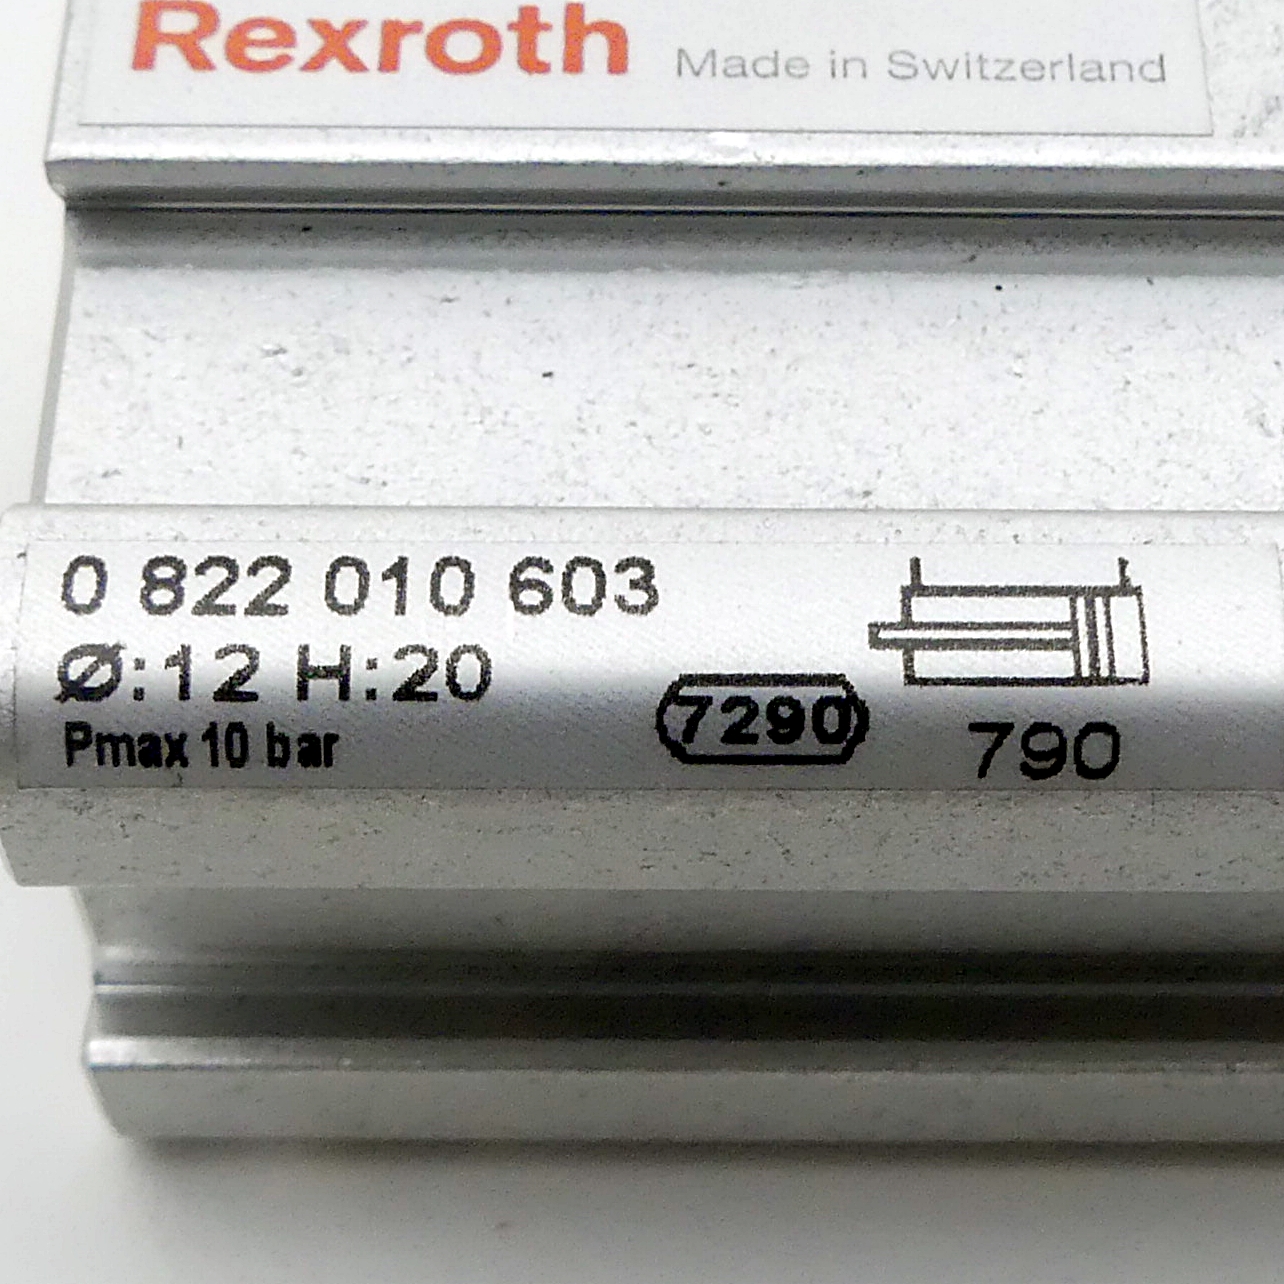 Rexroth Made in Switzerland
0 822 010 603
Ø:12 H:20
Pmax 10 bar
7290
790